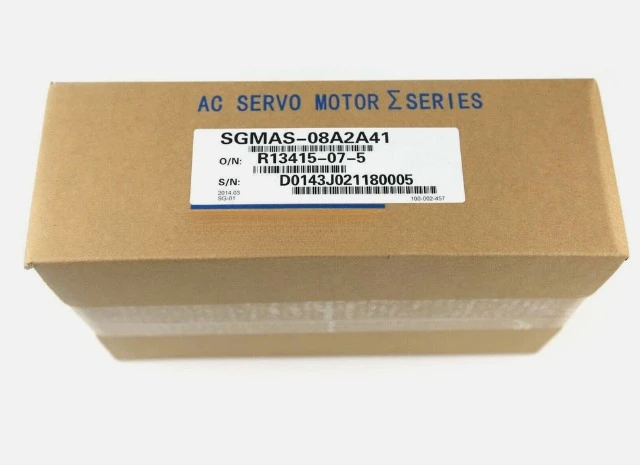 AC SERVO MOTOR Σ SERIES
SGMAS-08A2A41
O/N: R13415-07-5
S/N: D0143J021180005
2014.03
SG-01 100-002-457